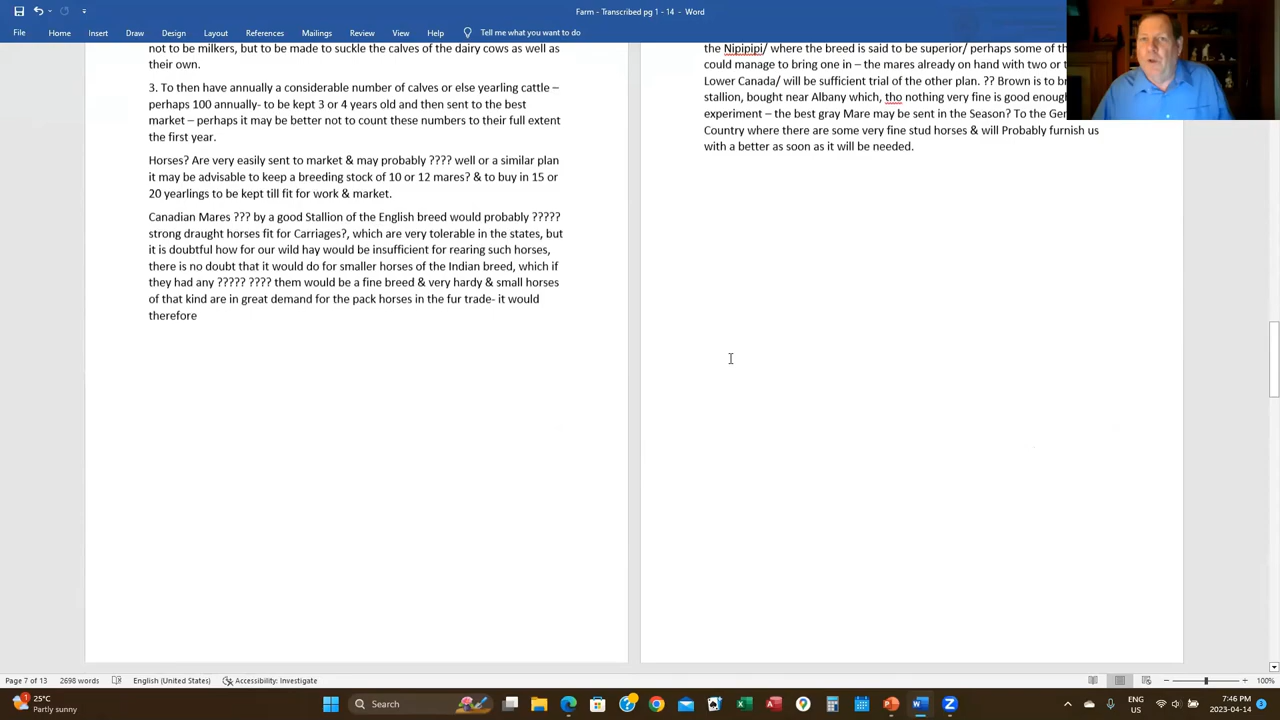 Farm - Transcribed pg 1 - 14 - Word
File Home Insert Draw Design Layout References Mailings Review View Help Tell me what you want to do
not to be milkers, but to be made to suckle the calves of the dairy cows as well as
their own.
3. To then have annually a considerable number of calves or else yearling cattle –
perhaps 100 annually- to be kept 3 or 4 years old and then sent to the best
market – perhaps it may be better not to count these numbers to their full extent
the first year.
Horses? Are very easily sent to market & may probably ???? well or a similar plan
it may be advisable to keep a breeding stock of 10 or 12 mares? & to buy in 15 or
20 yearlings to be kept till fit for work & market.
Canadian Mares ??? by a good Stallion of the English breed would probably ?????
strong draught horses fit for Carriages?, which are very tolerable in the states, but
it is doubtful how for our wild hay would be insufficient for rearing such horses,
there is no doubt that it would do for smaller horses of the Indian breed, which if
they had any ????? ???? them would be a fine breed & very hardy & small horses
of that kind are in great demand for the pack horses in the fur trade- it would
therefore
the Nipipipi/ where the breed is said to be superior/ perhaps some of
could manage to bring one in – the mares already on hand with two or
Lower Canada/ will be sufficient trial of the other plan. ?? Brown is to
stallion, bought near Albany which, tho nothing very fine is good enough
experiment – the best gray Mare may be sent in the Season? To the
Country where there are some very fine stud horses & will Probably furnish us
with a better as soon as it will be needed.
Page 7 of 13 2698 words English (United States) Accessibility: Investigate 100%
25°C
Partly sunny
Search
ENG
US
7:46 PM
2023-04-14